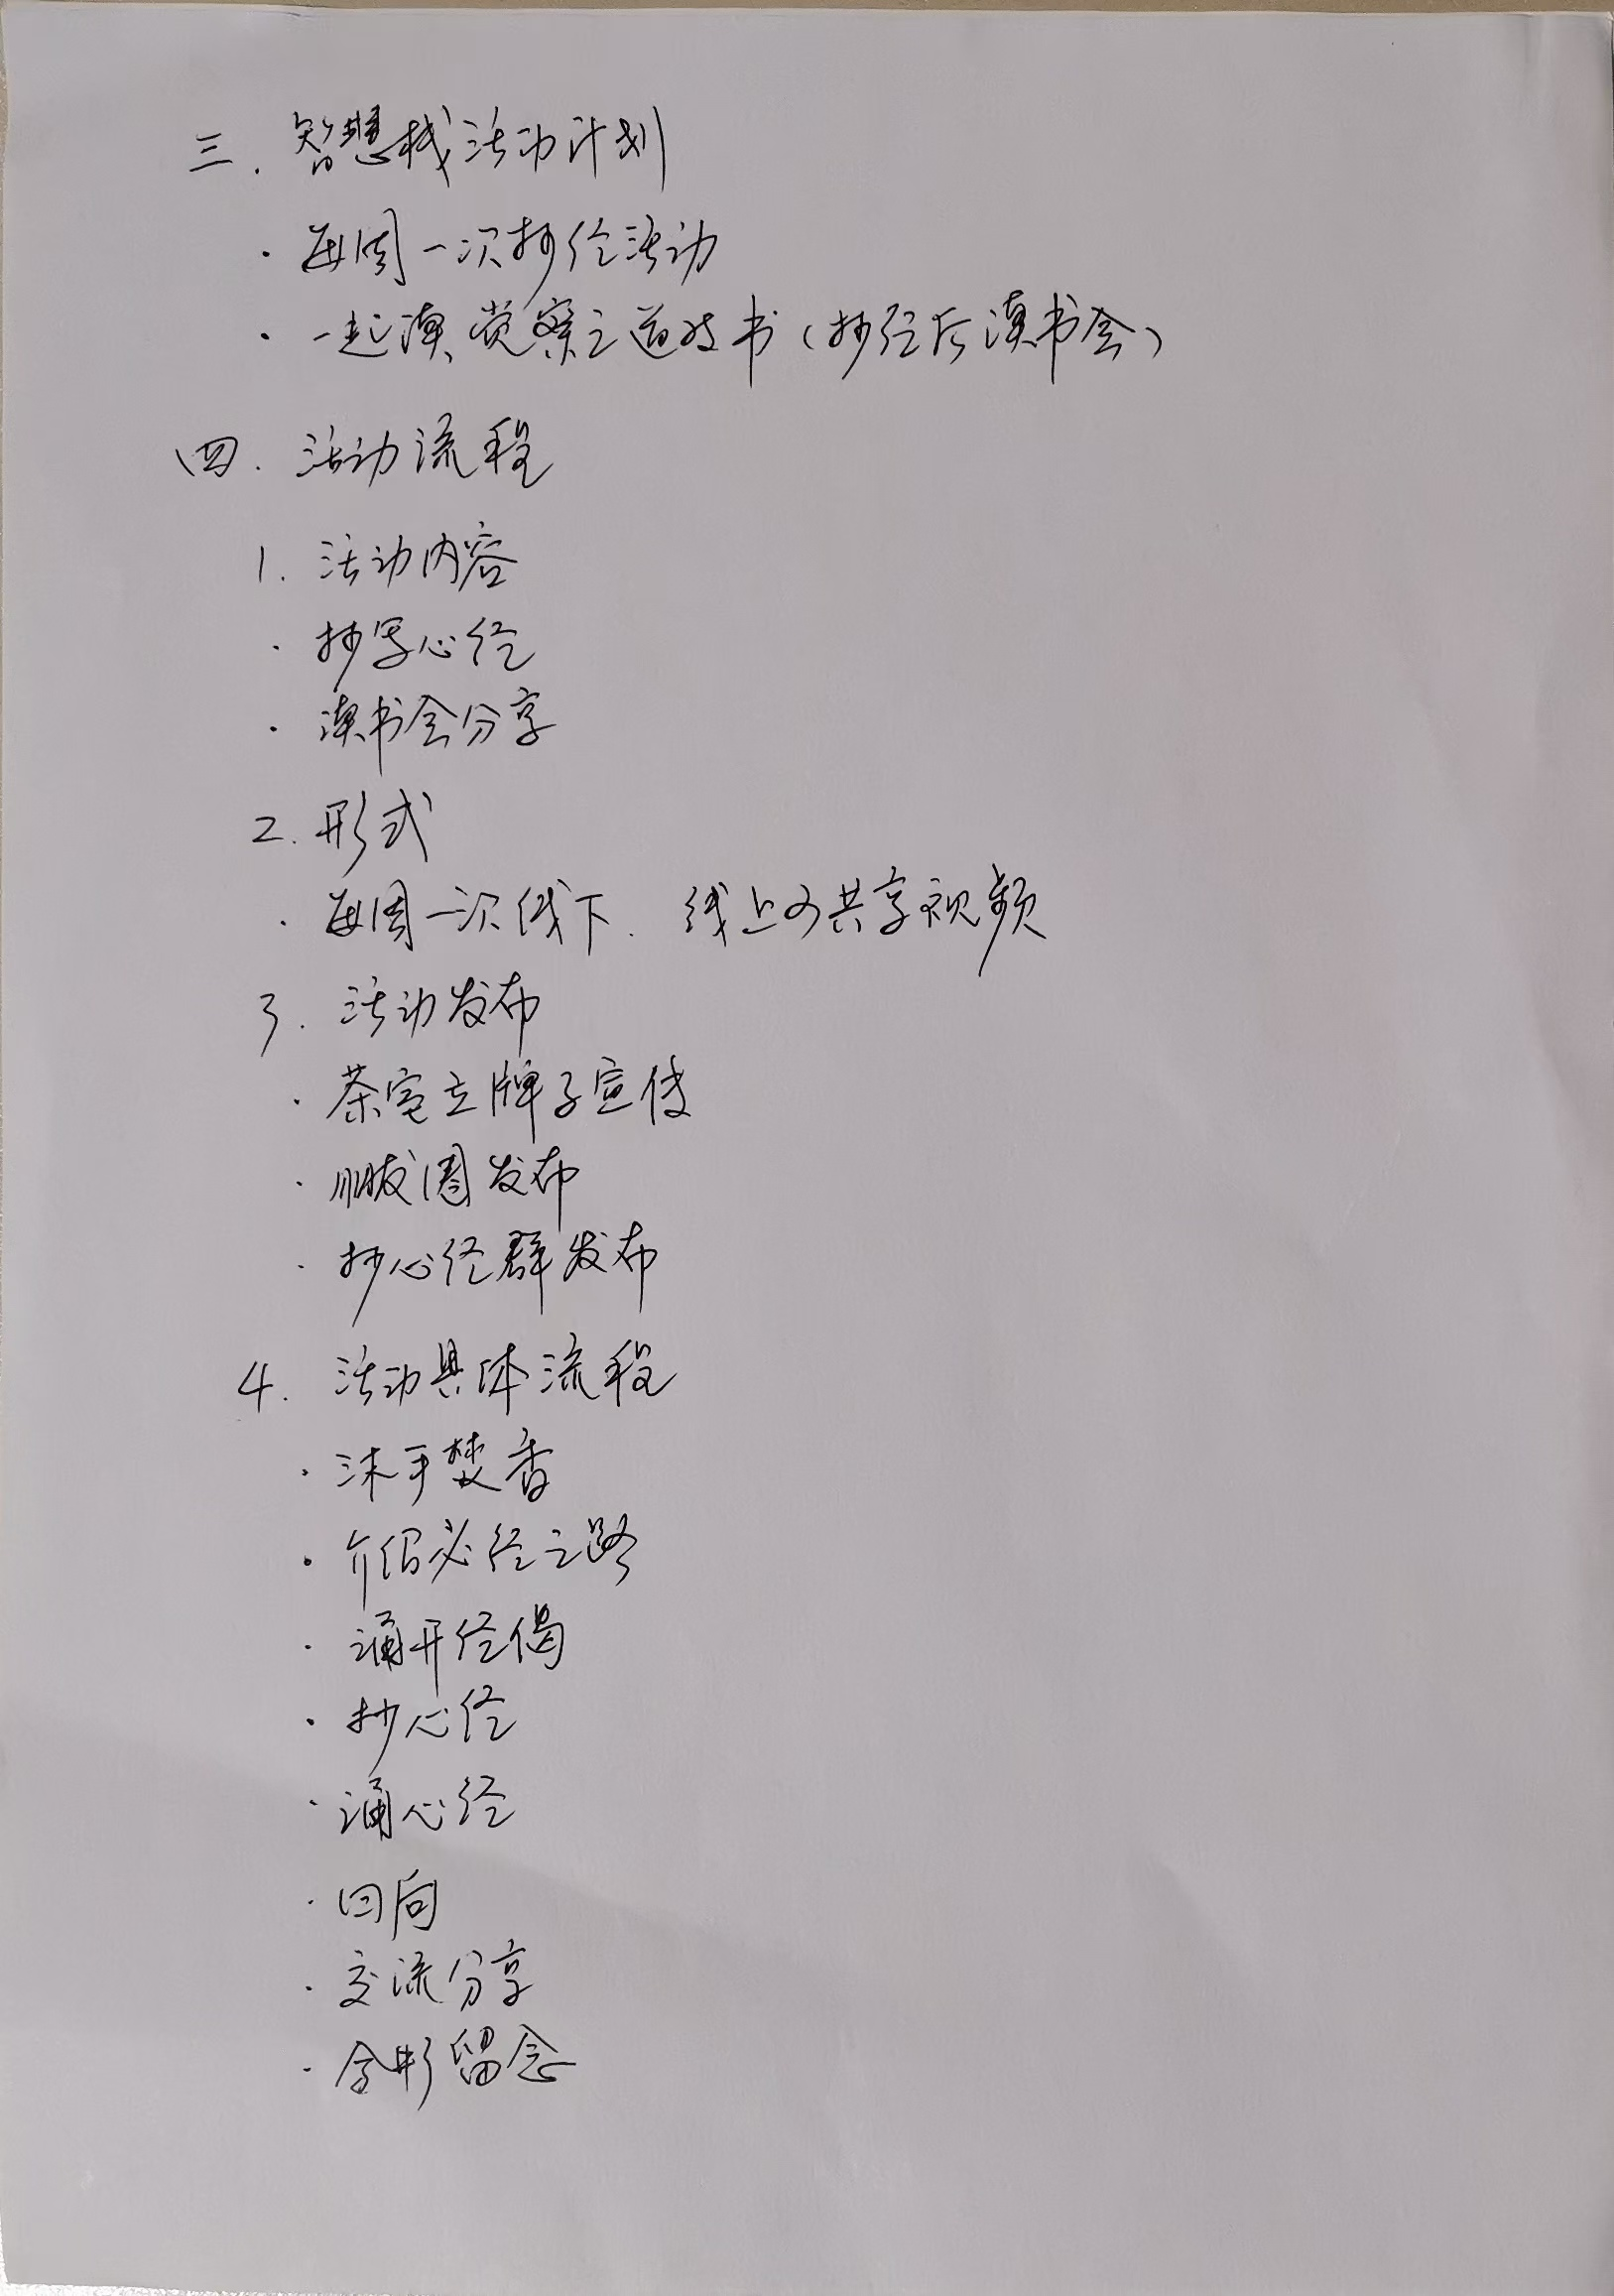 三. 智慧栈活动计划
· 每周一次抄经活动
· 一起读觉察之道的书(抄经后读书会)
四. 活动流程
1. 活动内容
· 抄写心经
· 读书会分享
2. 形式
· 每周一次线下. 线上可共享视频
3. 活动发布
· 茶室立牌子宣传
· 朋友圈发布
· 抄心经群发布
4. 活动具体流程
· 沐手焚香
· 介绍必经之路
· 诵开经偈
· 抄心经
· 诵心经
· 回向
· 交流分享
· 合影留念